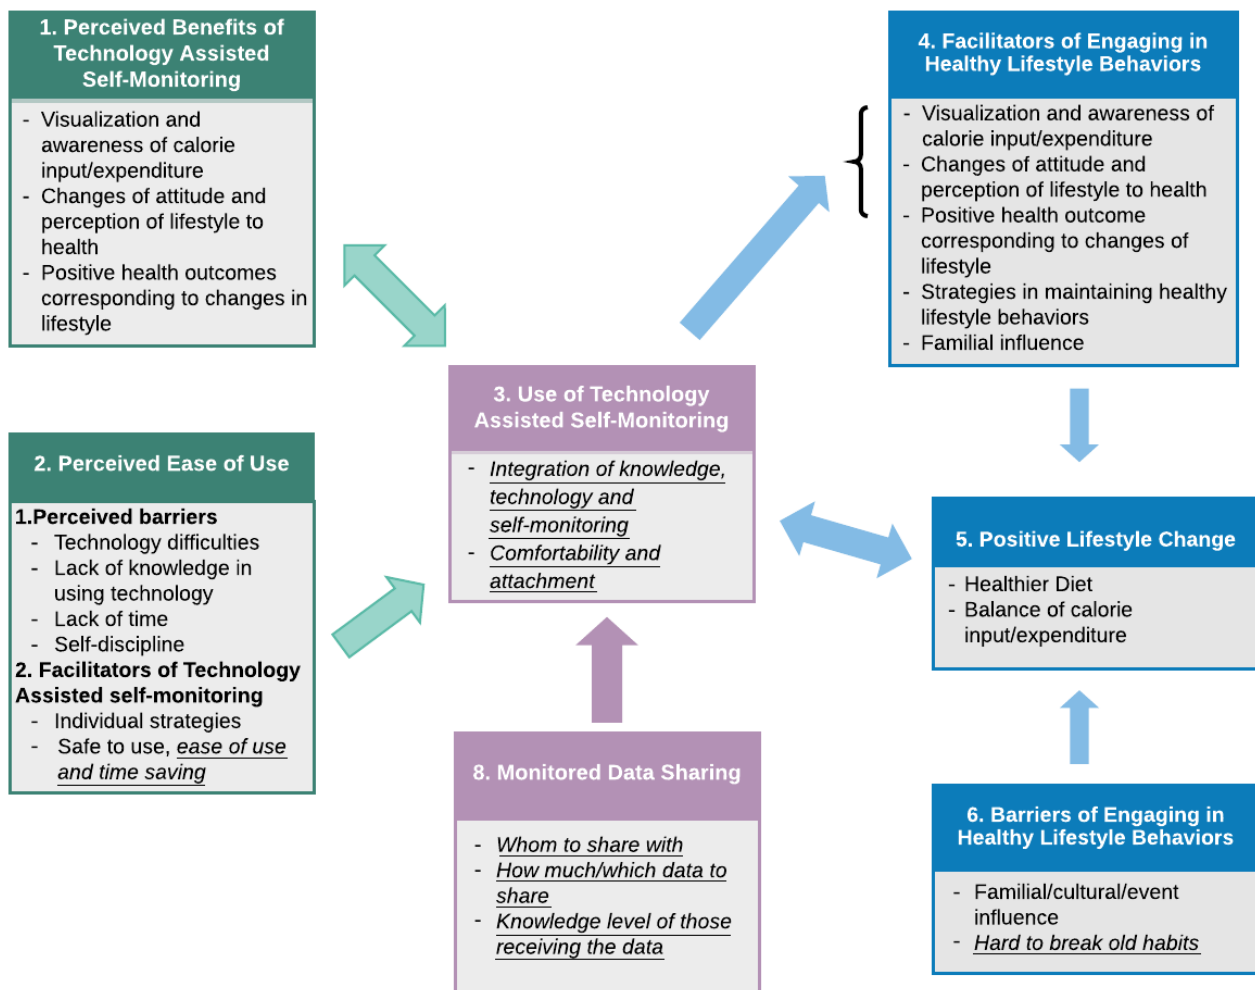 1. Perceived Benefits of
Technology Assisted
Self-Monitoring
- Visualization and
awareness of calorie
input/expenditure
- Changes of attitude and
perception of lifestyle to
health
- Positive health outcomes
corresponding to changes in
lifestyle
2. Perceived Ease of Use
1.Perceived barriers
- Technology difficulties
- Lack of knowledge in
using technology
- Lack of time
- Self-discipline
2. Facilitators of Technology
Assisted self-monitoring
- Individual strategies
- Safe to use, ease of use
and time saving
3. Use of Technology
Assisted Self-Monitoring
- Integration of knowledge,
technology and
self-monitoring
- Comfortability and
attachment
8. Monitored Data Sharing
- Whom to share with
- How much/which data to
share
- Knowledge level of those
receiving the data
4. Facilitators of Engaging in
Healthy Lifestyle Behaviors
- Visualization and awareness of
calorie input/expenditure
- Changes of attitude and
perception of lifestyle to health
- Positive health outcome
corresponding to changes of
lifestyle
- Strategies in maintaining healthy
lifestyle behaviors
- Familial influence
5. Positive Lifestyle Change
- Healthier Diet
- Balance of calorie
input/expenditure
6. Barriers of Engaging in
Healthy Lifestyle Behaviors
- Familial/cultural/event
influence
- Hard to break old habits